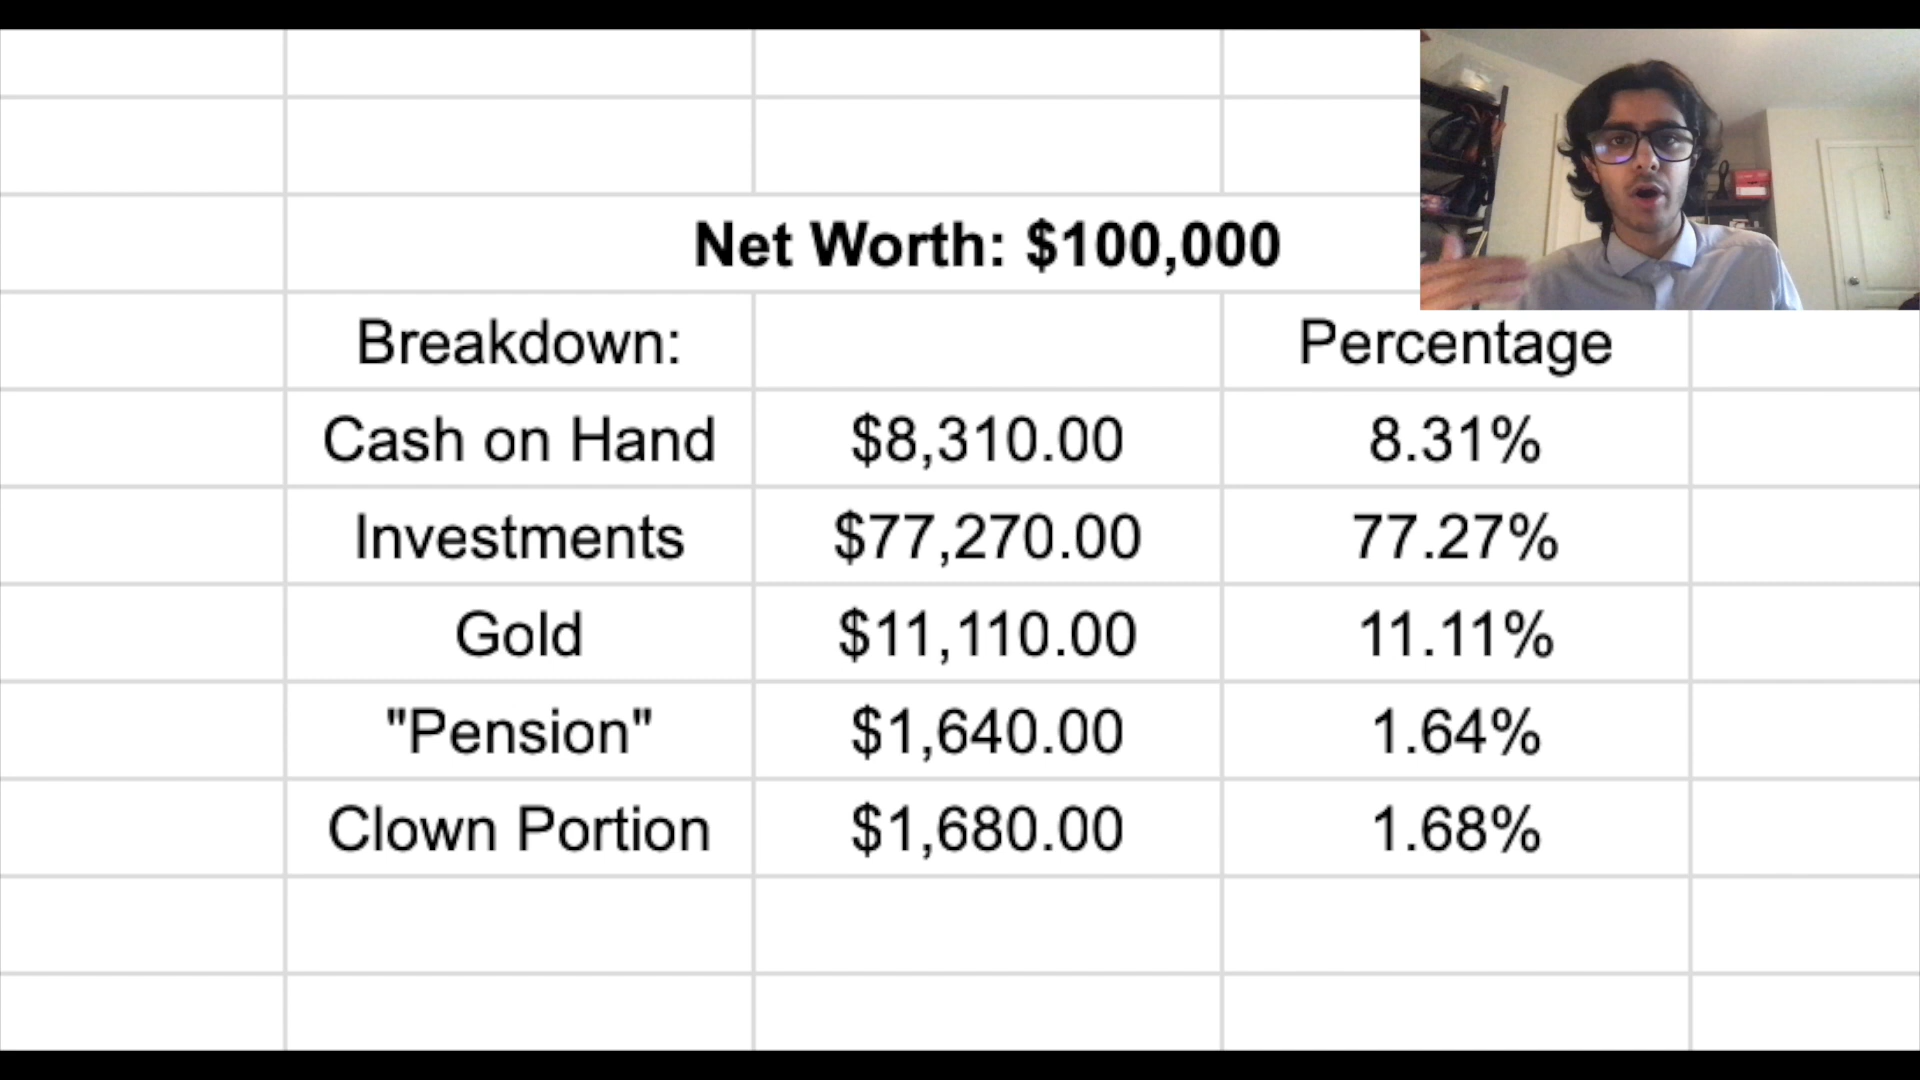 Net Worth: $100,000
Breakdown: Percentage
Cash on Hand $8,310.00 8.31%
Investments $77,270.00 77.27%
Gold $11,110.00 11.11%
"Pension" $1,640.00 1.64%
Clown Portion $1,680.00 1.68%